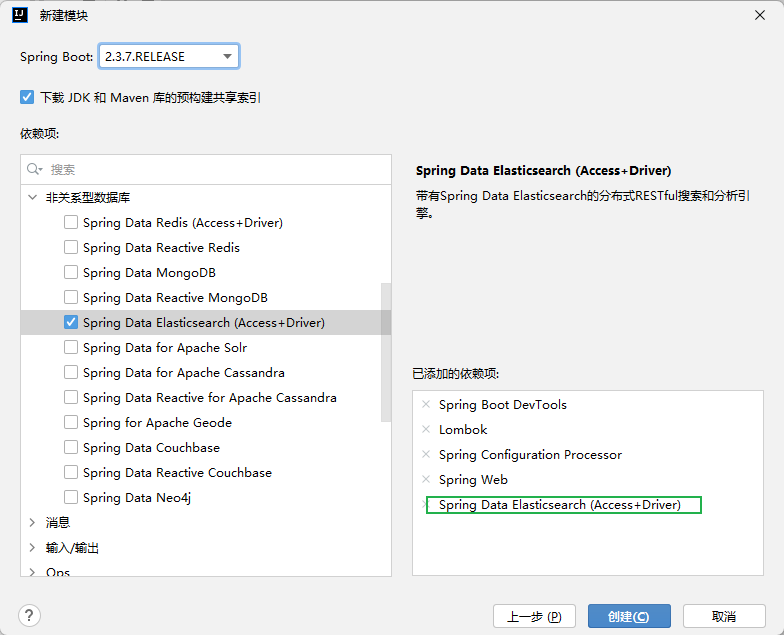 新建模块
Spring Boot: 2.3.7.RELEASE
下载 JDK 和 Maven 库的预构建共享索引
依赖项:
搜索
非关系型数据库
Spring Data Redis (Access+Driver)
Spring Data Reactive Redis
Spring Data MongoDB
Spring Data Reactive MongoDB
Spring Data Elasticsearch (Access+Driver)
Spring Data for Apache Solr
Spring Data for Apache Cassandra
Spring Data Reactive for Apache Cassandra
Spring for Apache Geode
Spring Data Couchbase
Spring Data Reactive Couchbase
Spring Data Neo4j
消息
输入/输出
Ops
Spring Data Elasticsearch (Access+Driver)
带有Spring Data Elasticsearch的分布式RESTful搜索和分析引
擎。
已添加的依赖项:
Spring Boot DevTools
Lombok
Spring Configuration Processor
Spring Web
Spring Data Elasticsearch (Access+Driver)
?
上一步 (P)
创建(C)
取消